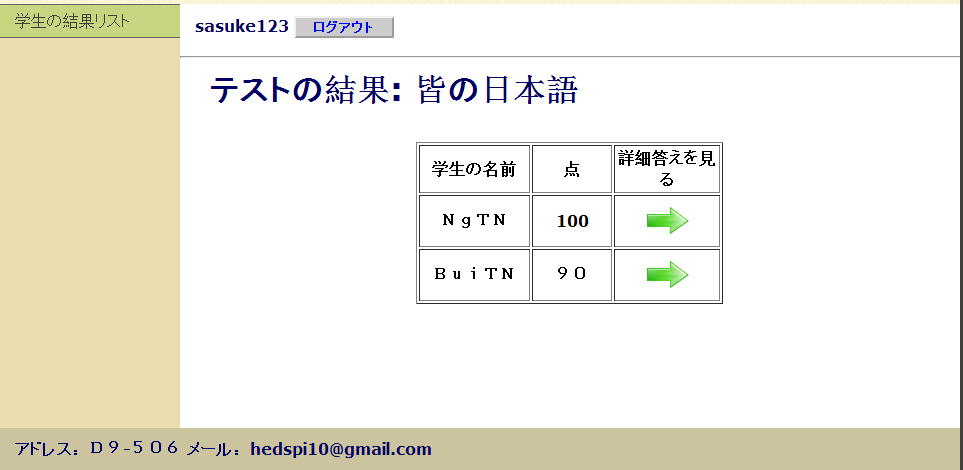 学生の結果リスト
sasuke123 ログアウト
テストの結果: 皆の日本語
学生の名前 点 詳細答えを見
る
ＮｇＴＮ 100
ＢｕｉＴＮ ９０
アドレス：Ｄ９-５０６ メール：hedspi10@gmail.com